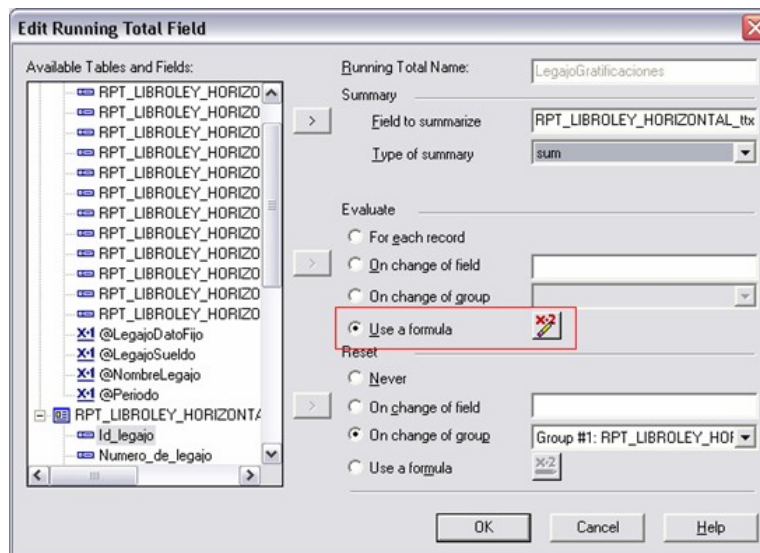 Edit Running Total Field
Available Tables and Fields:
RPT_LIBROLEY_HORIZO
RPT_LIBROLEY_HORIZO
RPT_LIBROLEY_HORIZO
RPT_LIBROLEY_HORIZO
RPT_LIBROLEY_HORIZO
RPT_LIBROLEY_HORIZO
RPT_LIBROLEY_HORIZO
RPT_LIBROLEY_HORIZO
RPT_LIBROLEY_HORIZO
RPT_LIBROLEY_HORIZO
RPT_LIBROLEY_HORIZO
RPT_LIBROLEY_HORIZO
@LegajoDatoFijo
@LegajoSueldo
@NombreLegajo
@Periodo
RPT_LIBROLEY_HORIZONTA
Id_legajo
Numero_de_legajo
Running Total Name: LegajoGratificaciones
Summary
> Field to summarize RPT_LIBROLEY_HORIZONTAL_ttx
Type of summary sum
Evaluate
For each record
> On change of field
On change of group
Use a formula x-2
Reset
Never
> On change of field
On change of group Group #1: RPT_LIBROLEY_HOF
Use a formula x-2
OK Cancel Help